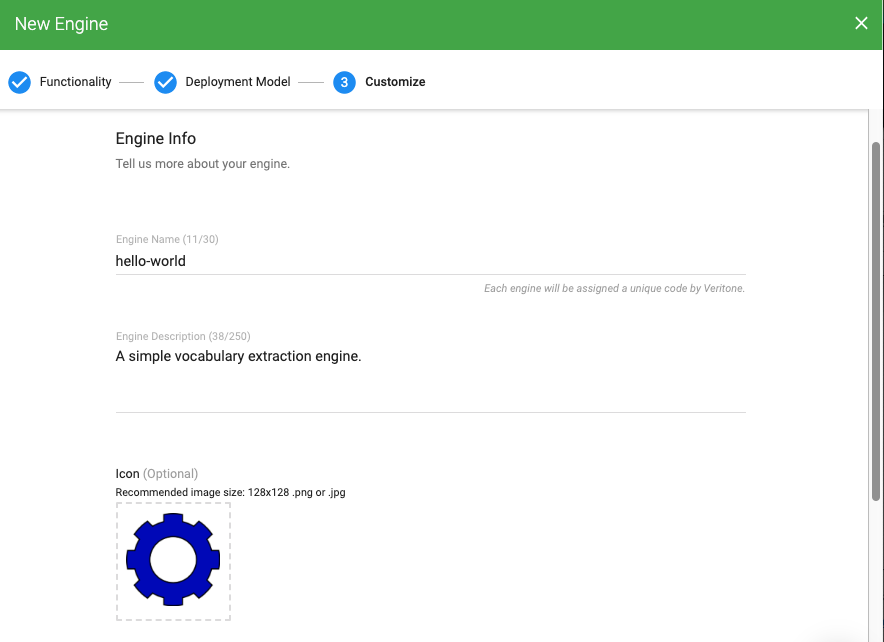 New Engine
Functionality Deployment Model 3 Customize
Engine Info
Tell us more about your engine.
Engine Name (11/30)
hello-world
Each engine will be assigned a unique code by Veritone.
Engine Description (38/250)
A simple vocabulary extraction engine.
Icon (Optional)
Recommended image size: 128x128 .png or .jpg